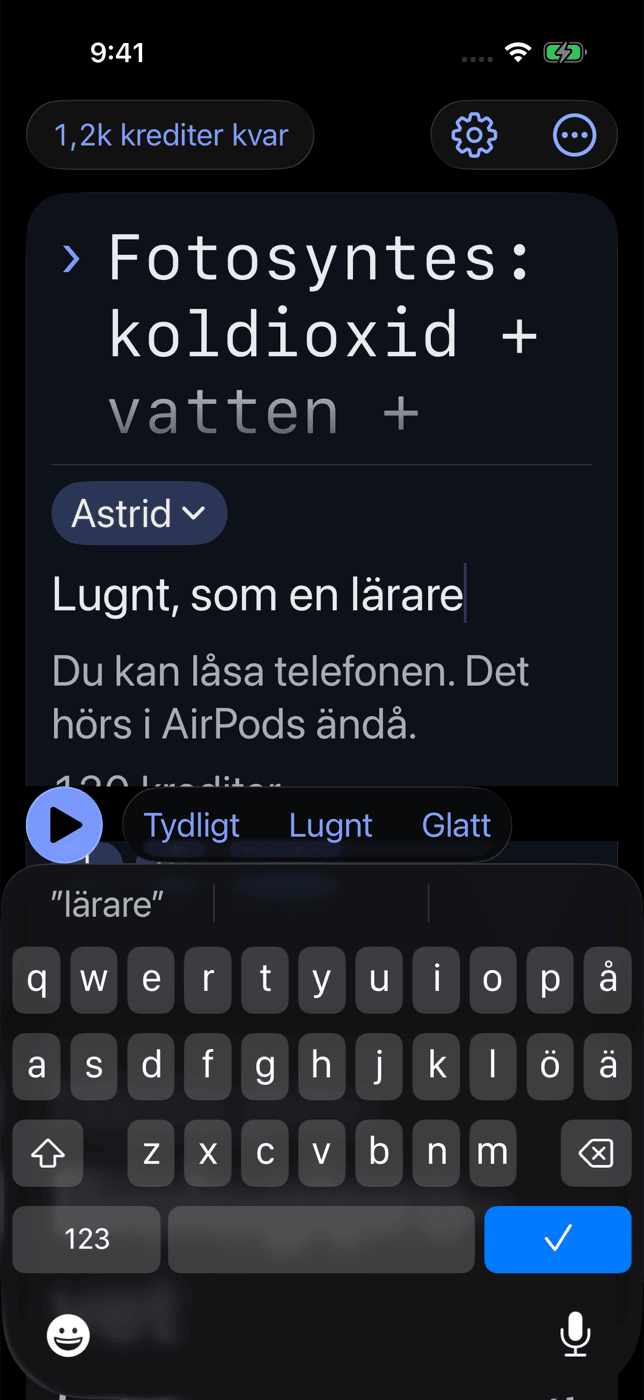 9:41
1,2k krediter kvar
› Fotosyntes:
koldioxid +
vatten +
Astrid
Lugnt, som en lärare
Du kan låsa telefonen. Det
hörs i AirPods ändå.
Tydligt Lugnt Glatt
”lärare”
q w e r t y u i o p å
a s d f g h j k l ö ä
z x c v b n m
123